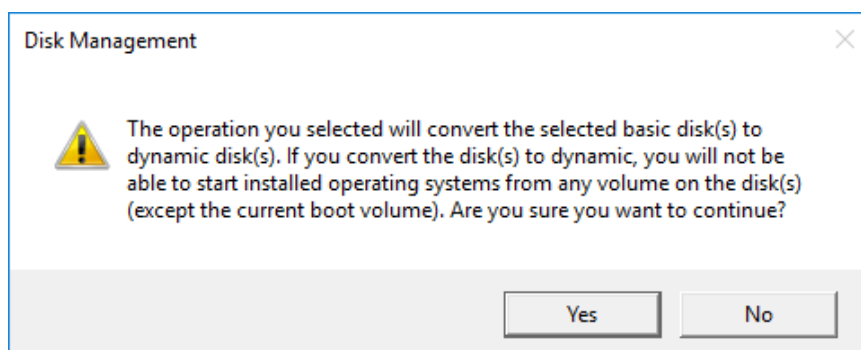 Disk Management
The operation you selected will convert the selected basic disk(s) to
dynamic disk(s). If you convert the disk(s) to dynamic, you will not be
able to start installed operating systems from any volume on the disk(s)
(except the current boot volume). Are you sure you want to continue?
Yes
No